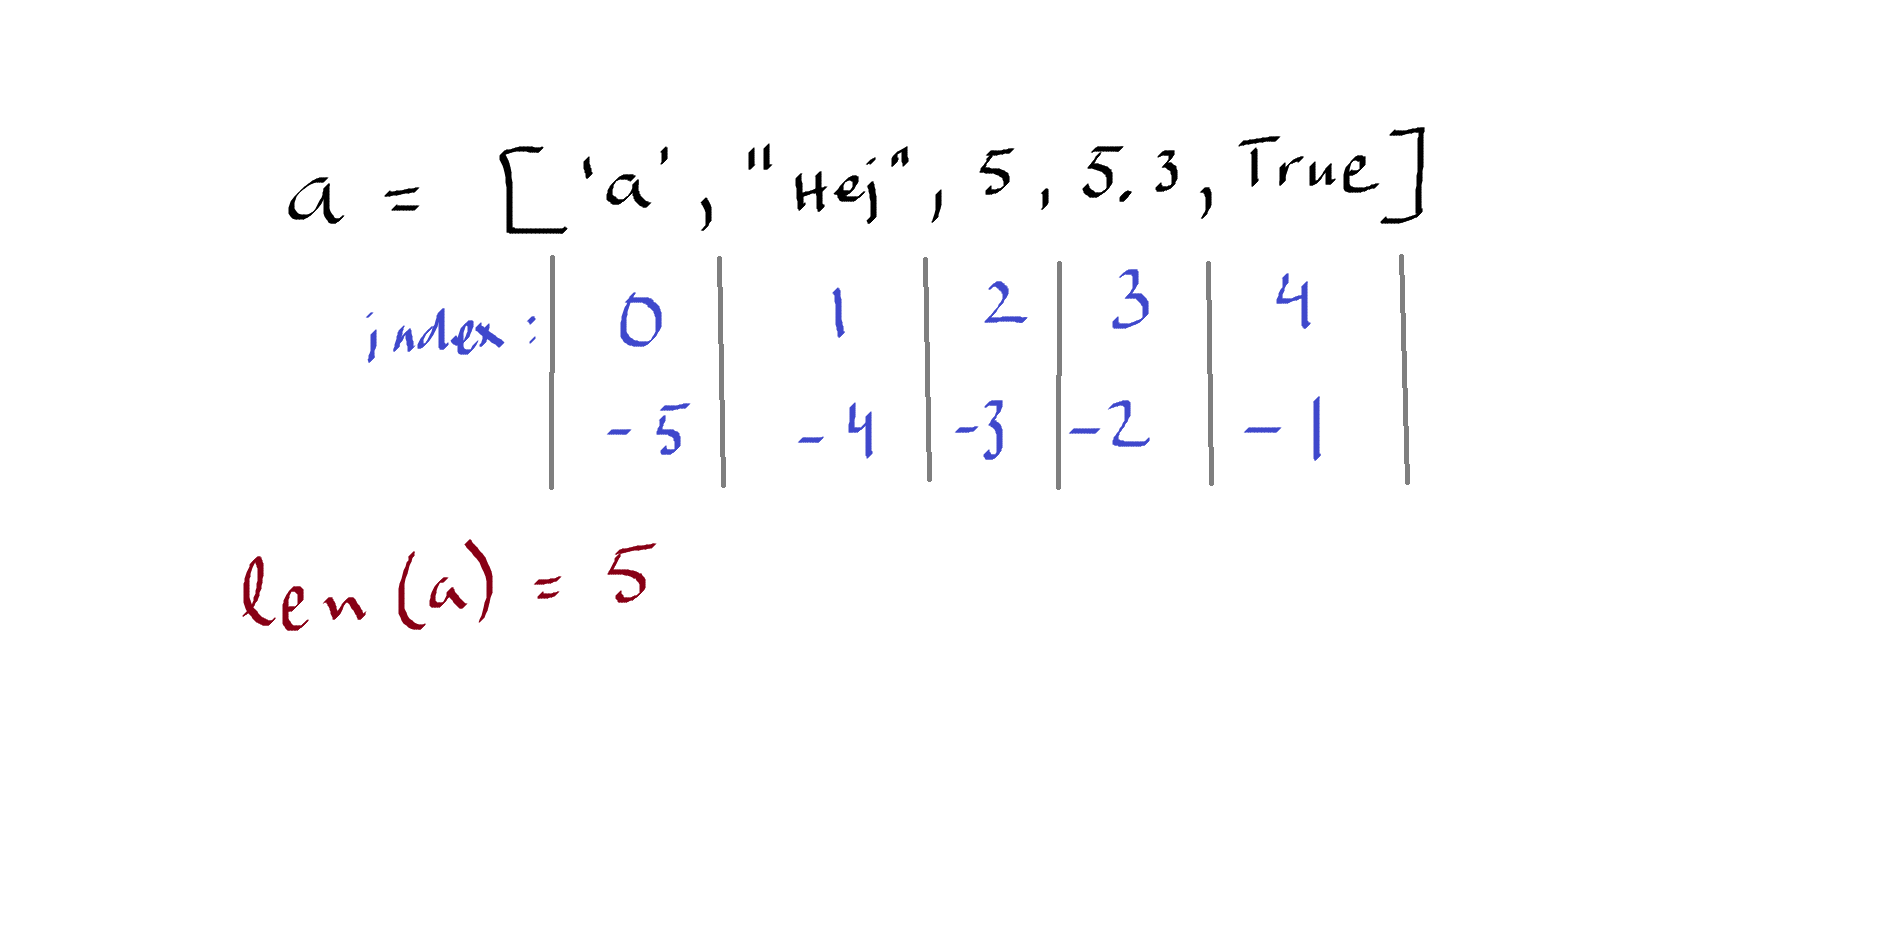 a = ['a', "Hej", 5, 5.3, True]
index: 0 1 2 3 4
-5 -4 -3 -2 -1
len(a) = 5